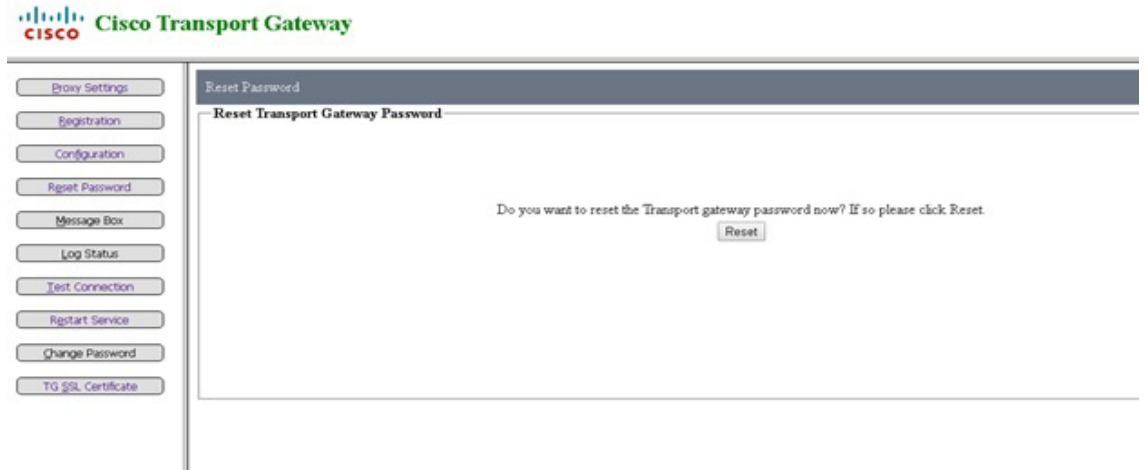 CISCO
Cisco Transport Gateway
Proxy Settings
Registration
Configuration
Reset Password
Message Box
Log Status
Test Connection
Restart Service
Change Password
TG SSL Certificate
Reset Password
Reset Transport Gateway Password
Do you want to reset the Transport gateway password now? If so please click Reset.
Reset